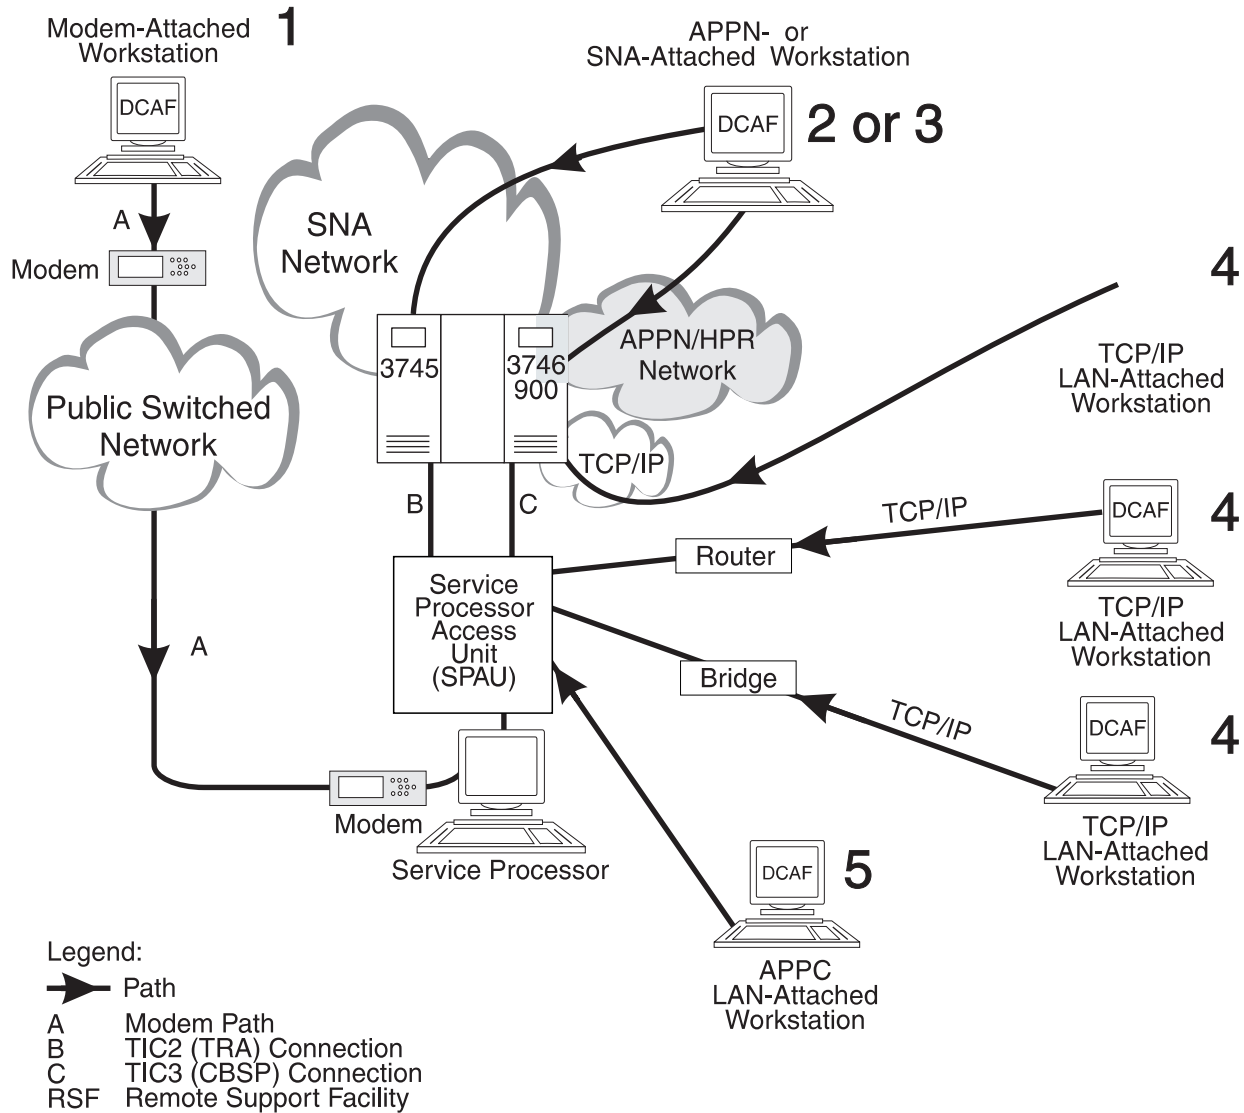 Modem-Attached
Workstation
1
DCAF
A
Modem
Public Switched
Network
A
Modem
APPN- or
SNA-Attached Workstation
DCAF
2 or 3
SNA
Network
3745
3746
900
APPN/HPR
Network
TCP/IP
B
C
4
TCP/IP
LAN-Attached
Workstation
TCP/IP
Router
DCAF
4
TCP/IP
LAN-Attached
Workstation
Service
Processor
Access
Unit
(SPAU)
Bridge
TCP/IP
DCAF
4
TCP/IP
LAN-Attached
Workstation
Service Processor
DCAF
5
APPC
LAN-Attached
Workstation
Legend:
Path
A Modem Path
B TIC2 (TRA) Connection
C TIC3 (CBSP) Connection
RSF Remote Support Facility